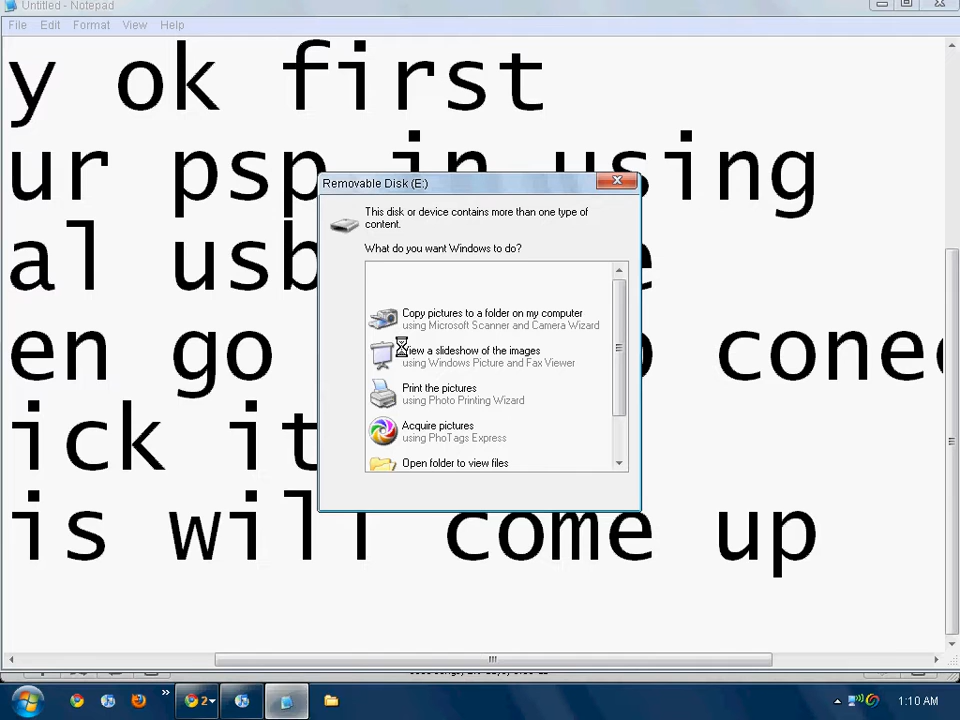 Untitled - Notepad
File Edit Format View Help
y ok first
ur psp in using
al usb
en go conec
ick it
is will come up
Removable Disk (E:)
This disk or device contains more than one type of
content.
What do you want Windows to do?
Copy pictures to a folder on my computer
using Microsoft Scanner and Camera Wizard
View a slideshow of the images
using Windows Picture and Fax Viewer
Print the pictures
using Photo Printing Wizard
Acquire pictures
using PhoTags Express
Open folder to view files
2
1:10 AM